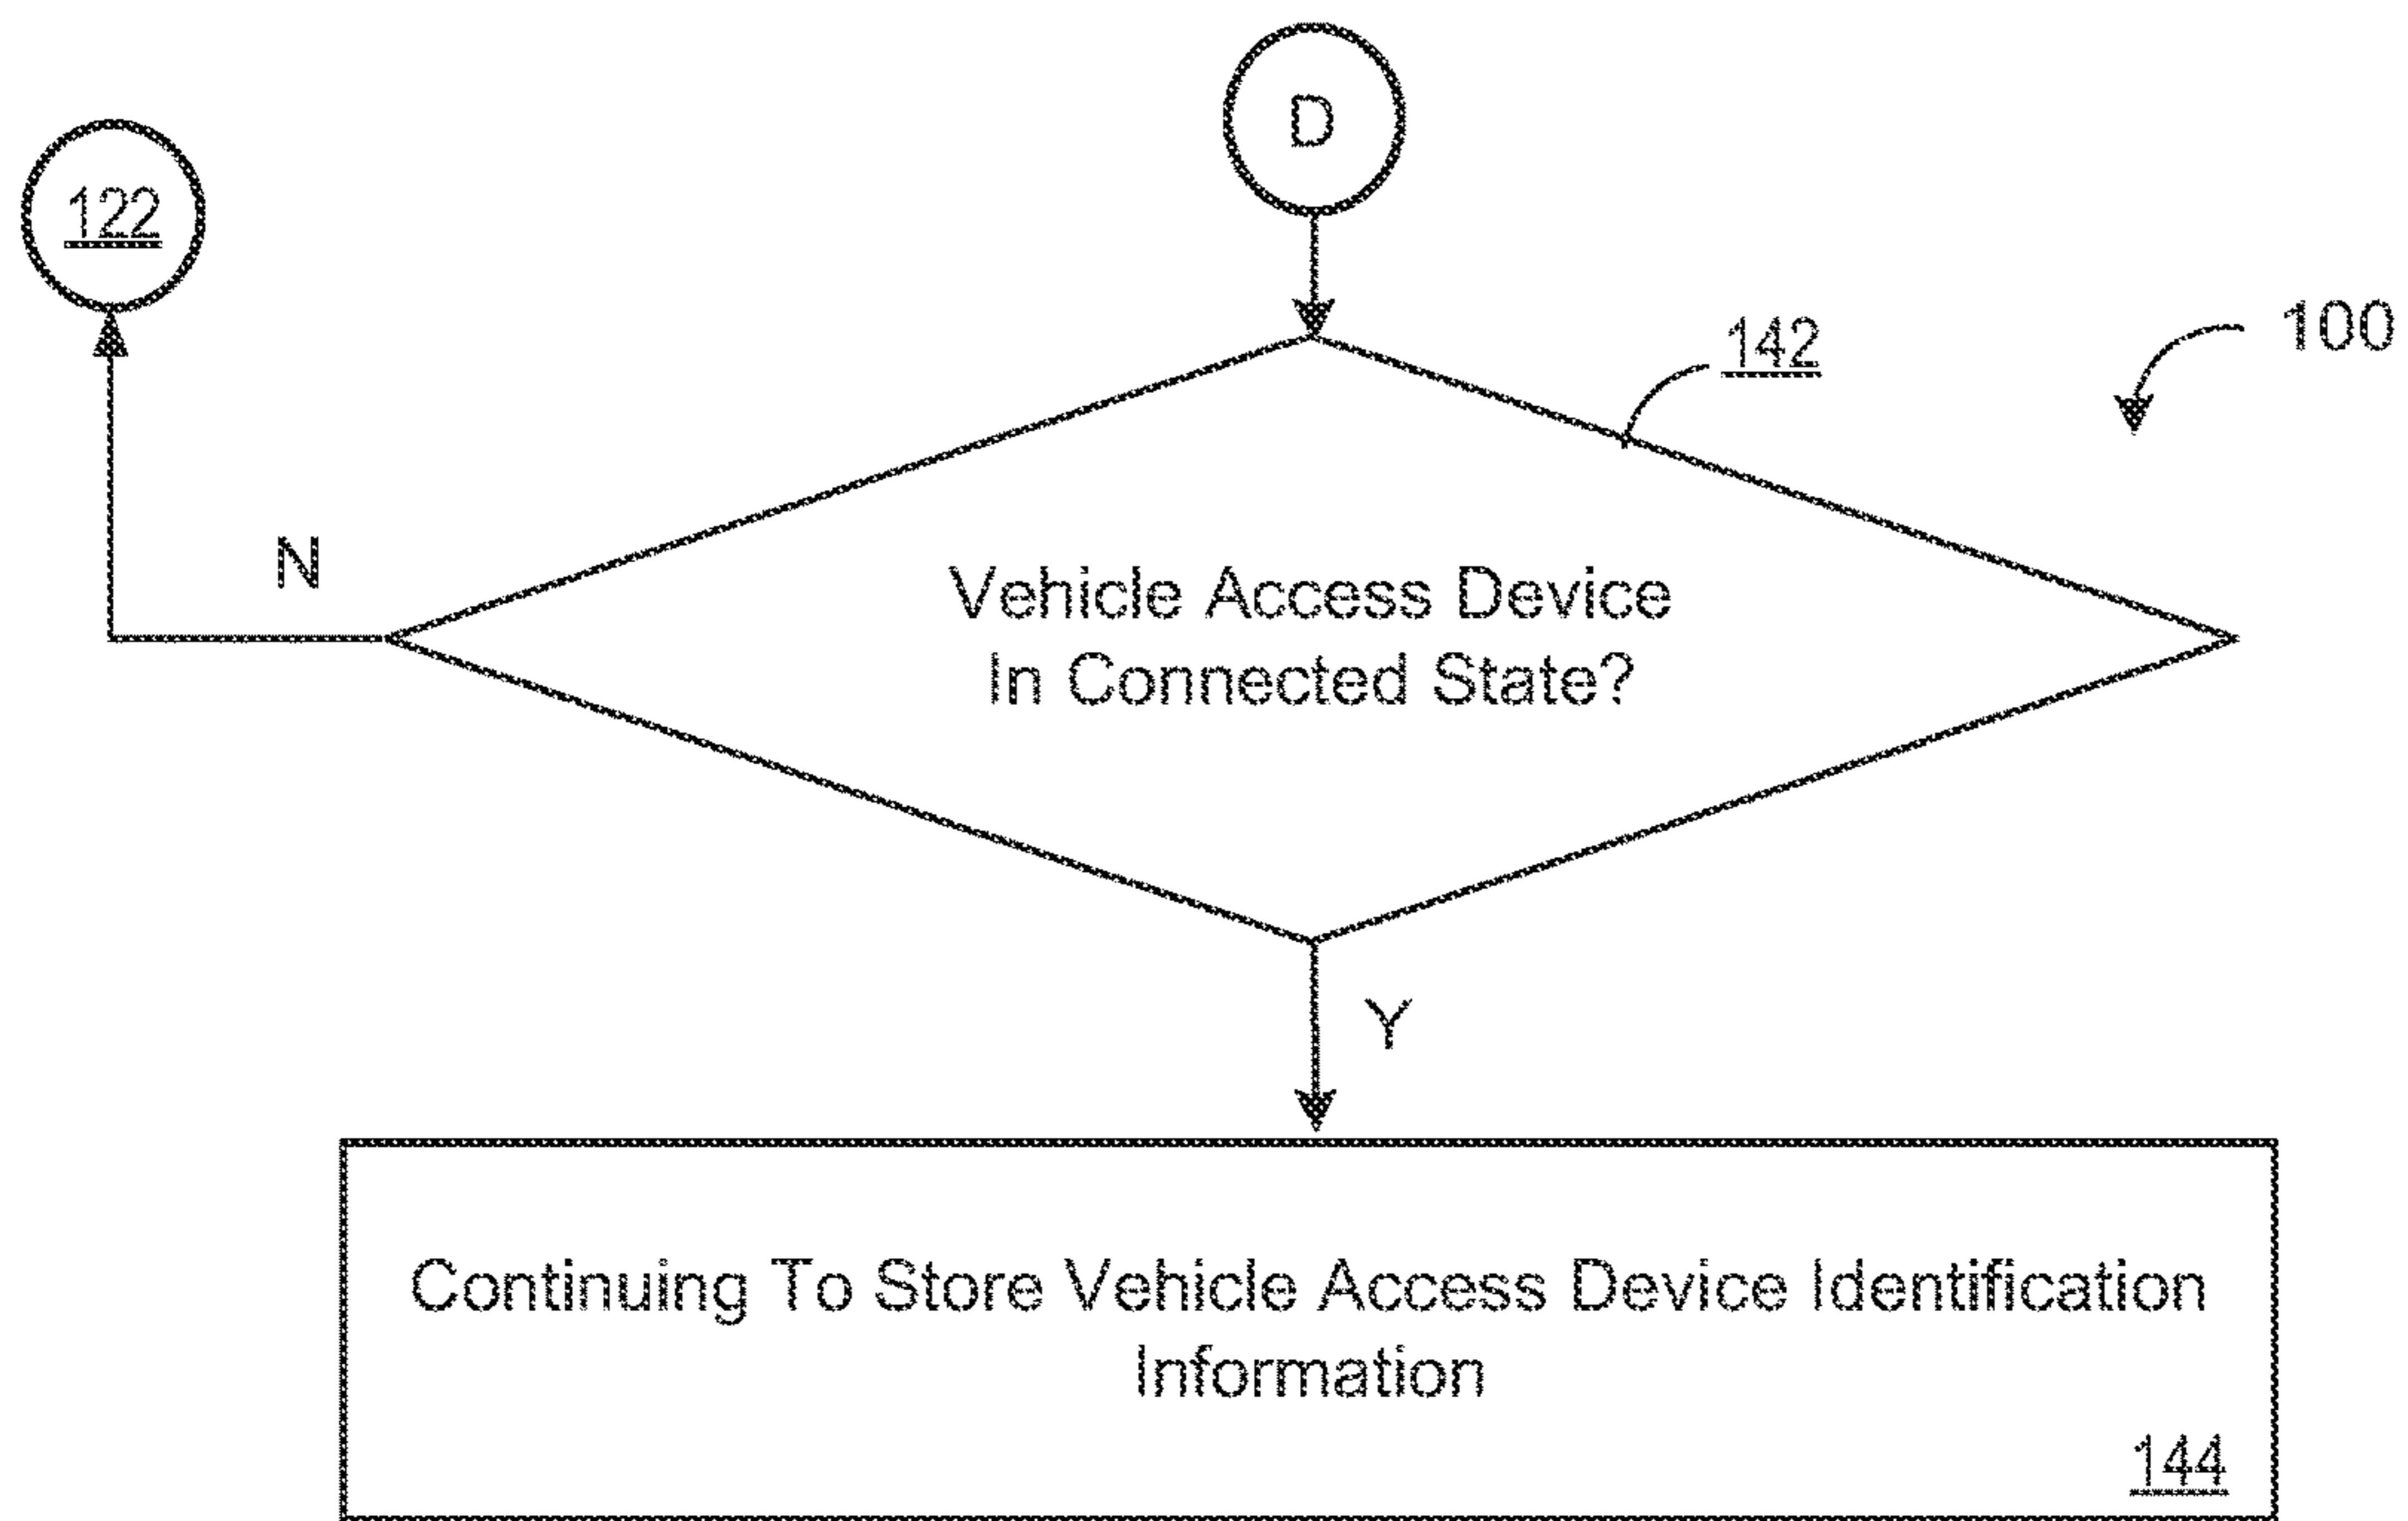 D
122
100
142
N
Vehicle Access Device
In Connected State?
Y
Continuing To Store Vehicle Access Device Identification
Information
144